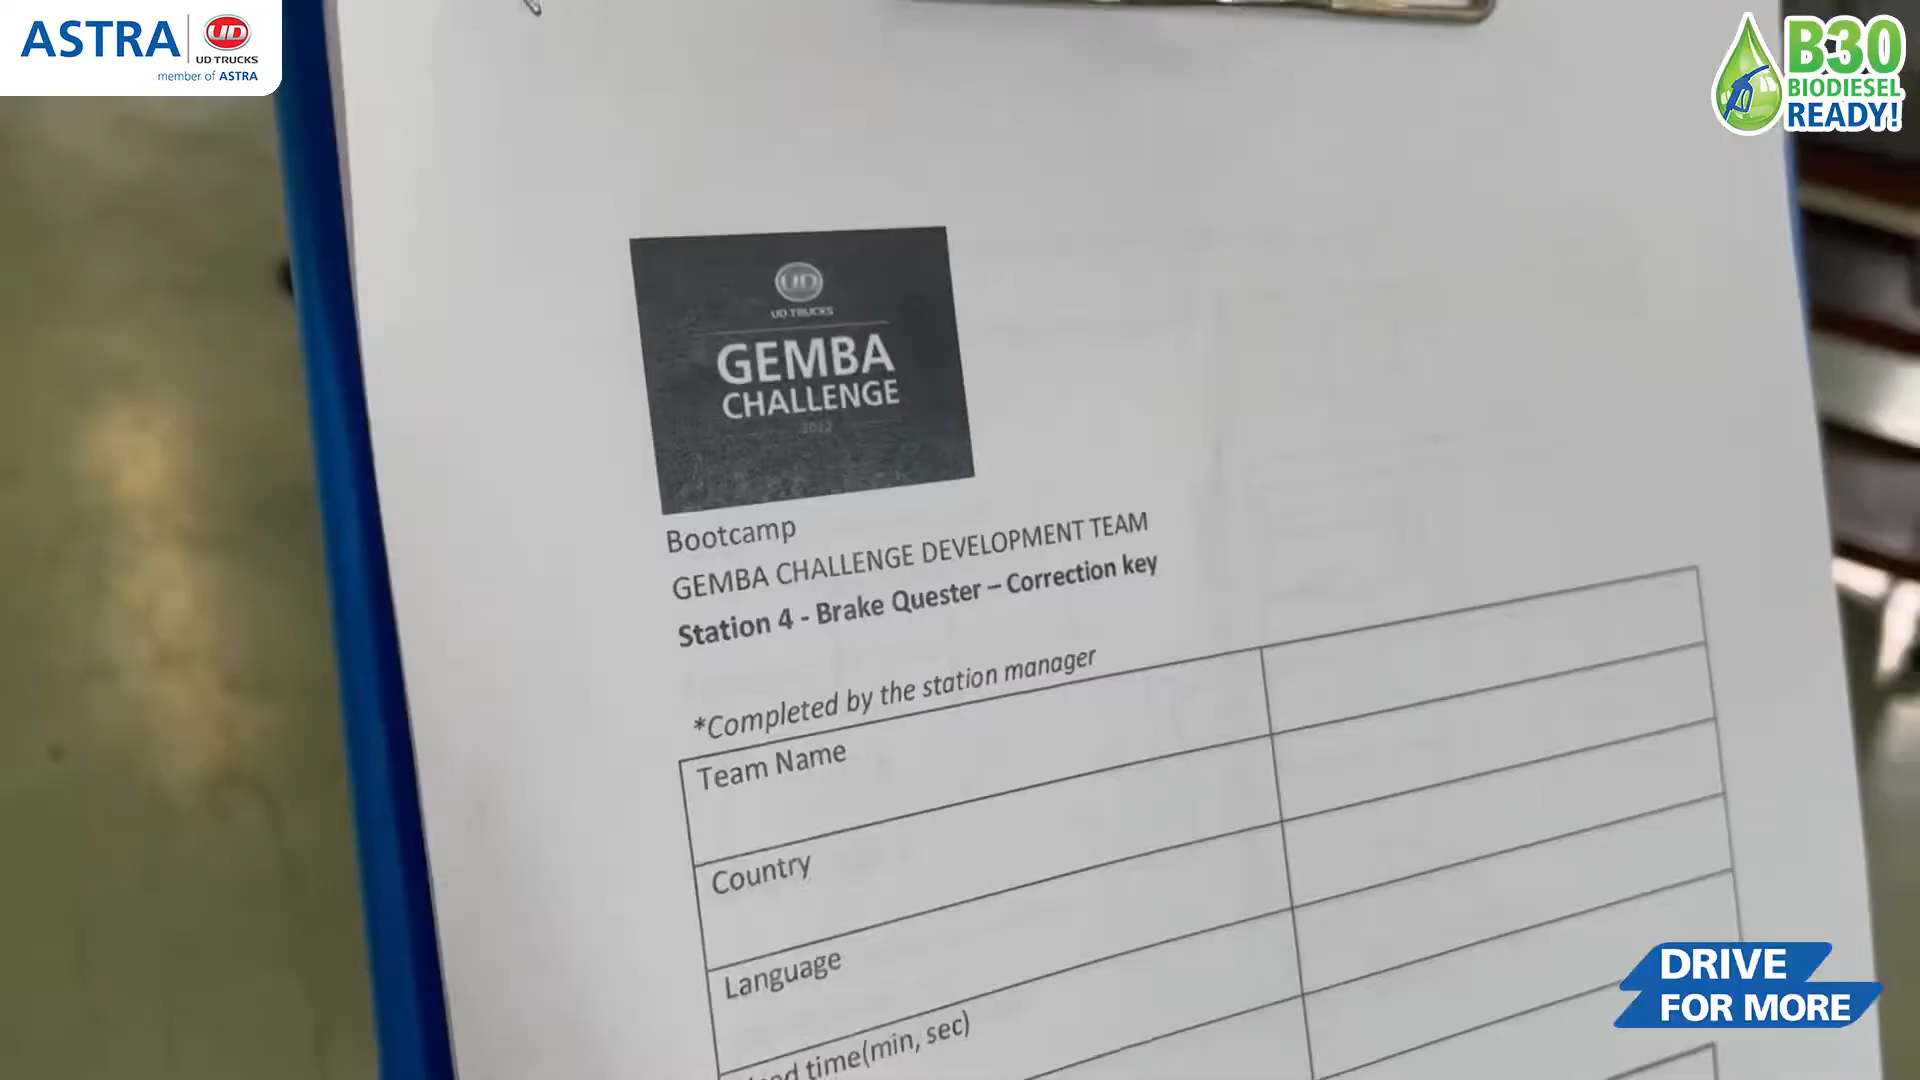 ASTRA
UD
UD TRUCKS
member of ASTRA
B30
BIODIESEL
READY!
UD
UD TRUCKS
GEMBA
CHALLENGE
Bootcamp
GEMBA CHALLENGE DEVELOPMENT TEAM
Station 4 - Brake Quester – Correction key
*Completed by the station manager
Team Name
Country
Language
time(min, sec)
DRIVE
FOR MORE